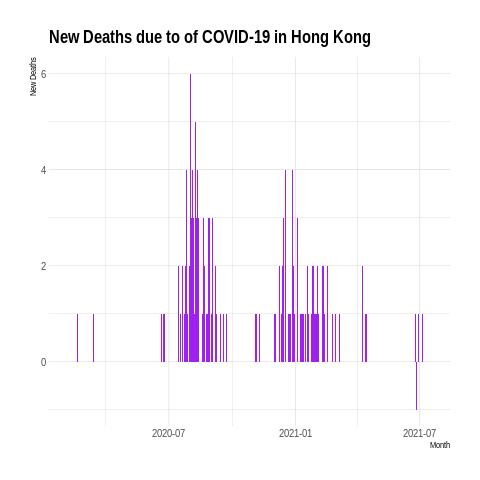 New Deaths due to of COVID-19 in Hong Kong
New Deaths
6
4
2
0
2020-07
2021-01
2021-07
Month